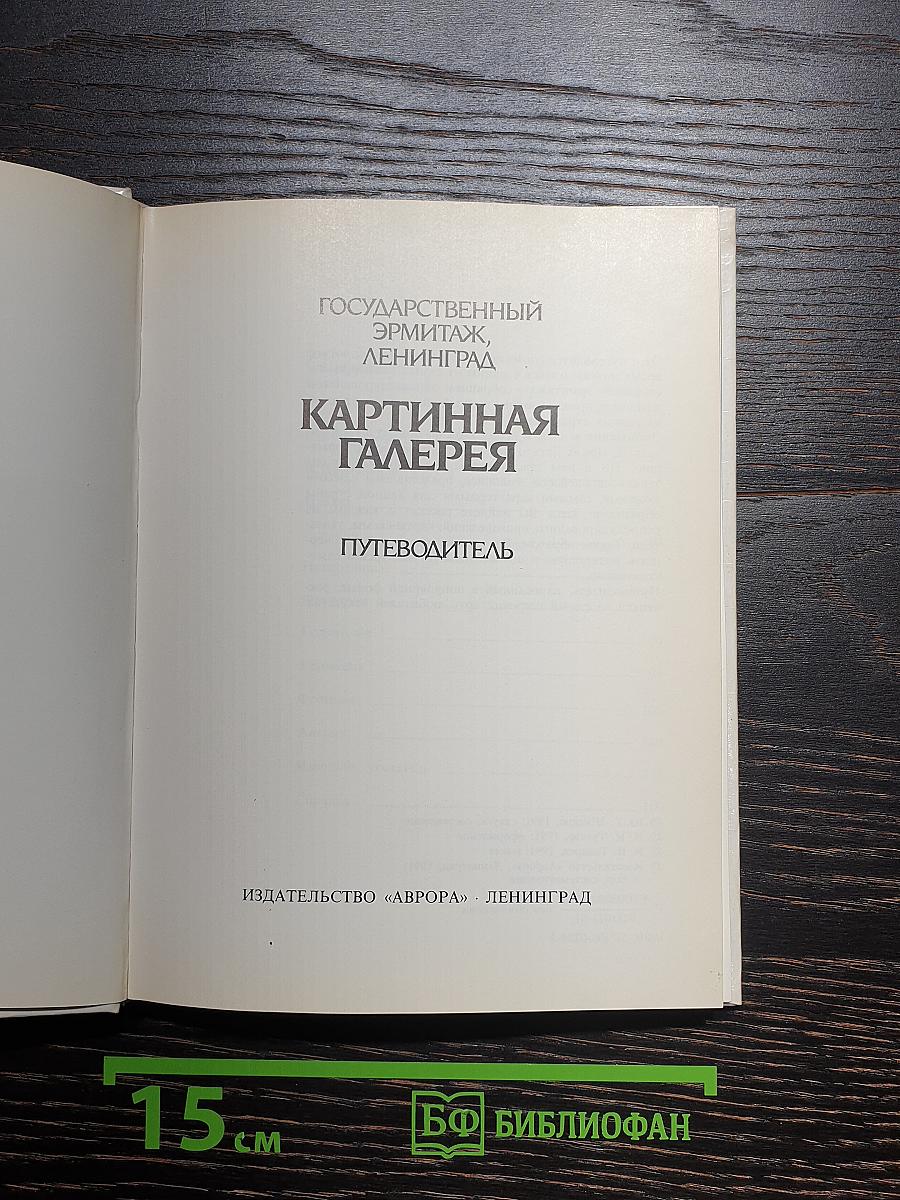 ГОСУДАРСТВЕННЫЙ
ЭРМИТАЖ,
ЛЕНИНГРАД
КАРТИННАЯ
ГАЛЕРЕЯ
ПУТЕВОДИТЕЛЬ
ИЗДАТЕЛЬСТВО «АВРОРА» · ЛЕНИНГРАД
15 см
БФ БИБЛИОФАН